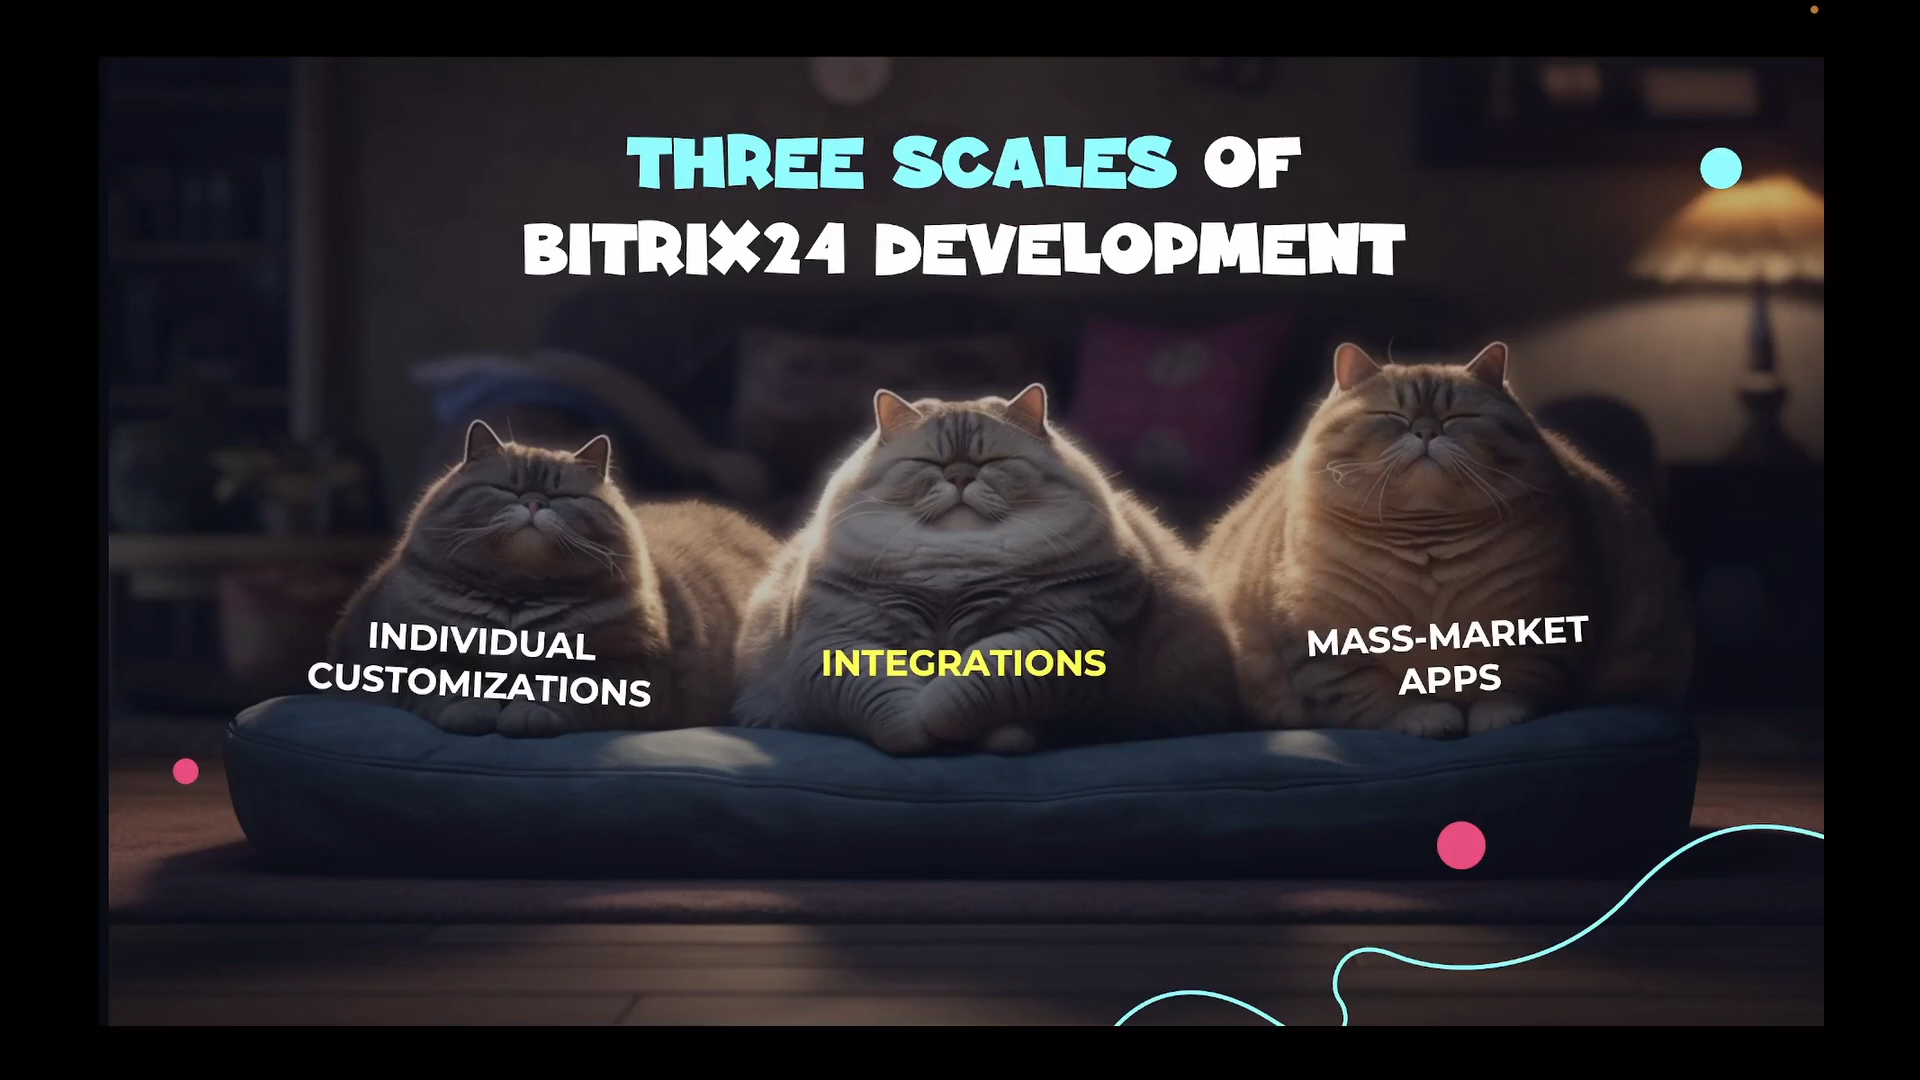 THREE SCALES OF
BITRIX24 DEVELOPMENT
INDIVIDUAL
CUSTOMIZATIONS
INTEGRATIONS
MASS-MARKET
APPS